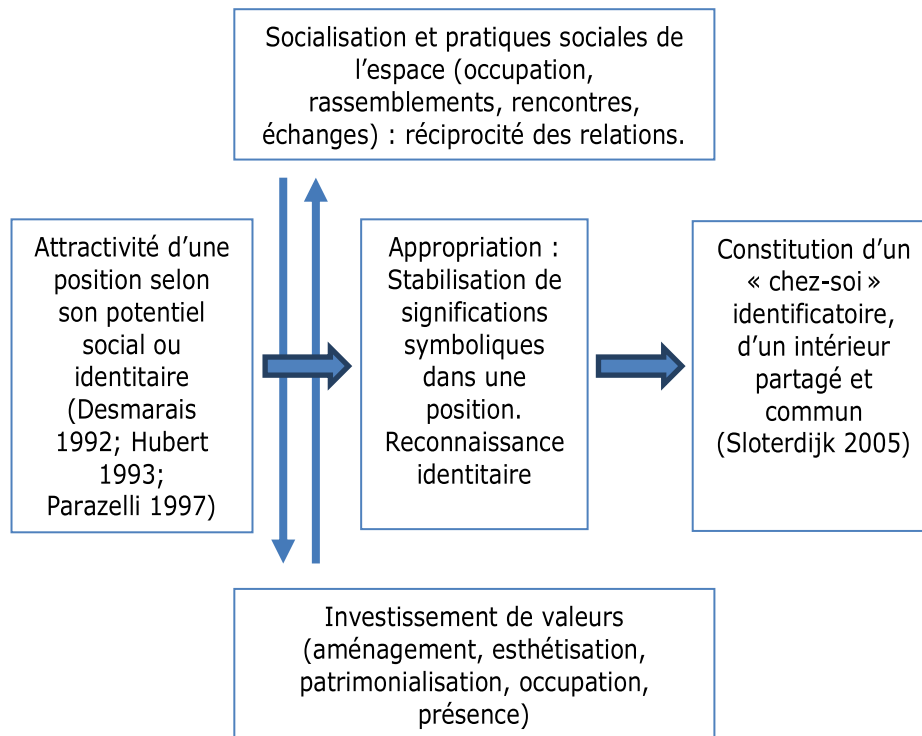 Socialisation et pratiques sociales de
l'espace (occupation,
rassemblements, rencontres,
échanges) : réciprocité des relations.
Attractivité d'une
position selon
son potentiel
social ou
identitaire
(Desmarais
1992; Hubert
1993;
Parazelli 1997)
Appropriation :
Stabilisation de
significations
symboliques
dans une
position.
Reconnaissance
identitaire
Constitution d'un
« chez-soi »
identificatoire,
d'un intérieur
partagé et
commun
(Sloterdijk 2005)
Investissement de valeurs
(aménagement, esthétisation,
patrimonialisation, occupation,
présence)